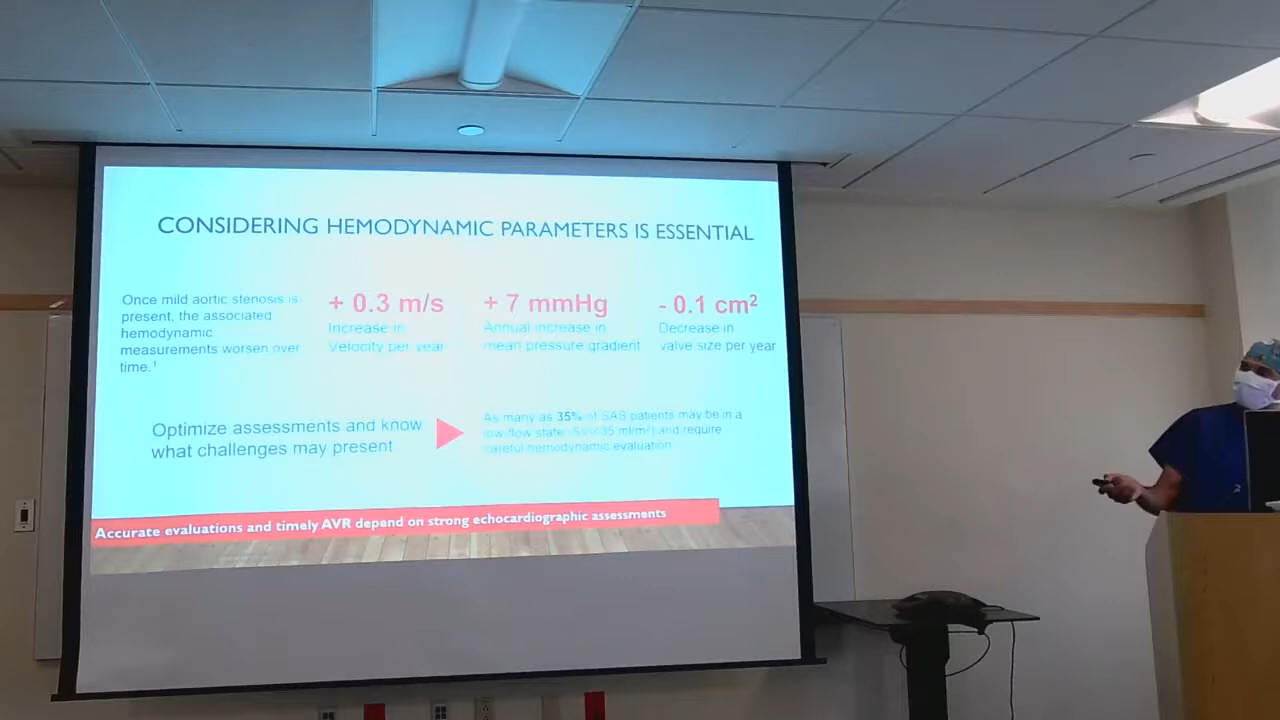 CONSIDERING HEMODYNAMIC PARAMETERS IS ESSENTIAL
Once mild aortic stenosis is
present, the associated
hemodynamic
measurements worsen over
time.¹
+ 0.3 m/s
Increase in
Velocity per year
+ 7 mmHg
Annual increase in
mean pressure gradient
- 0.1 cm²
Decrease in
valve size per year
Optimize assessments and know
what challenges may present
As many as 35% of SAS patients may be in a
low-flow state (SVi<35 ml/m²) and require
careful hemodynamic evaluation
Accurate evaluations and timely AVR depend on strong echocardiographic assessments